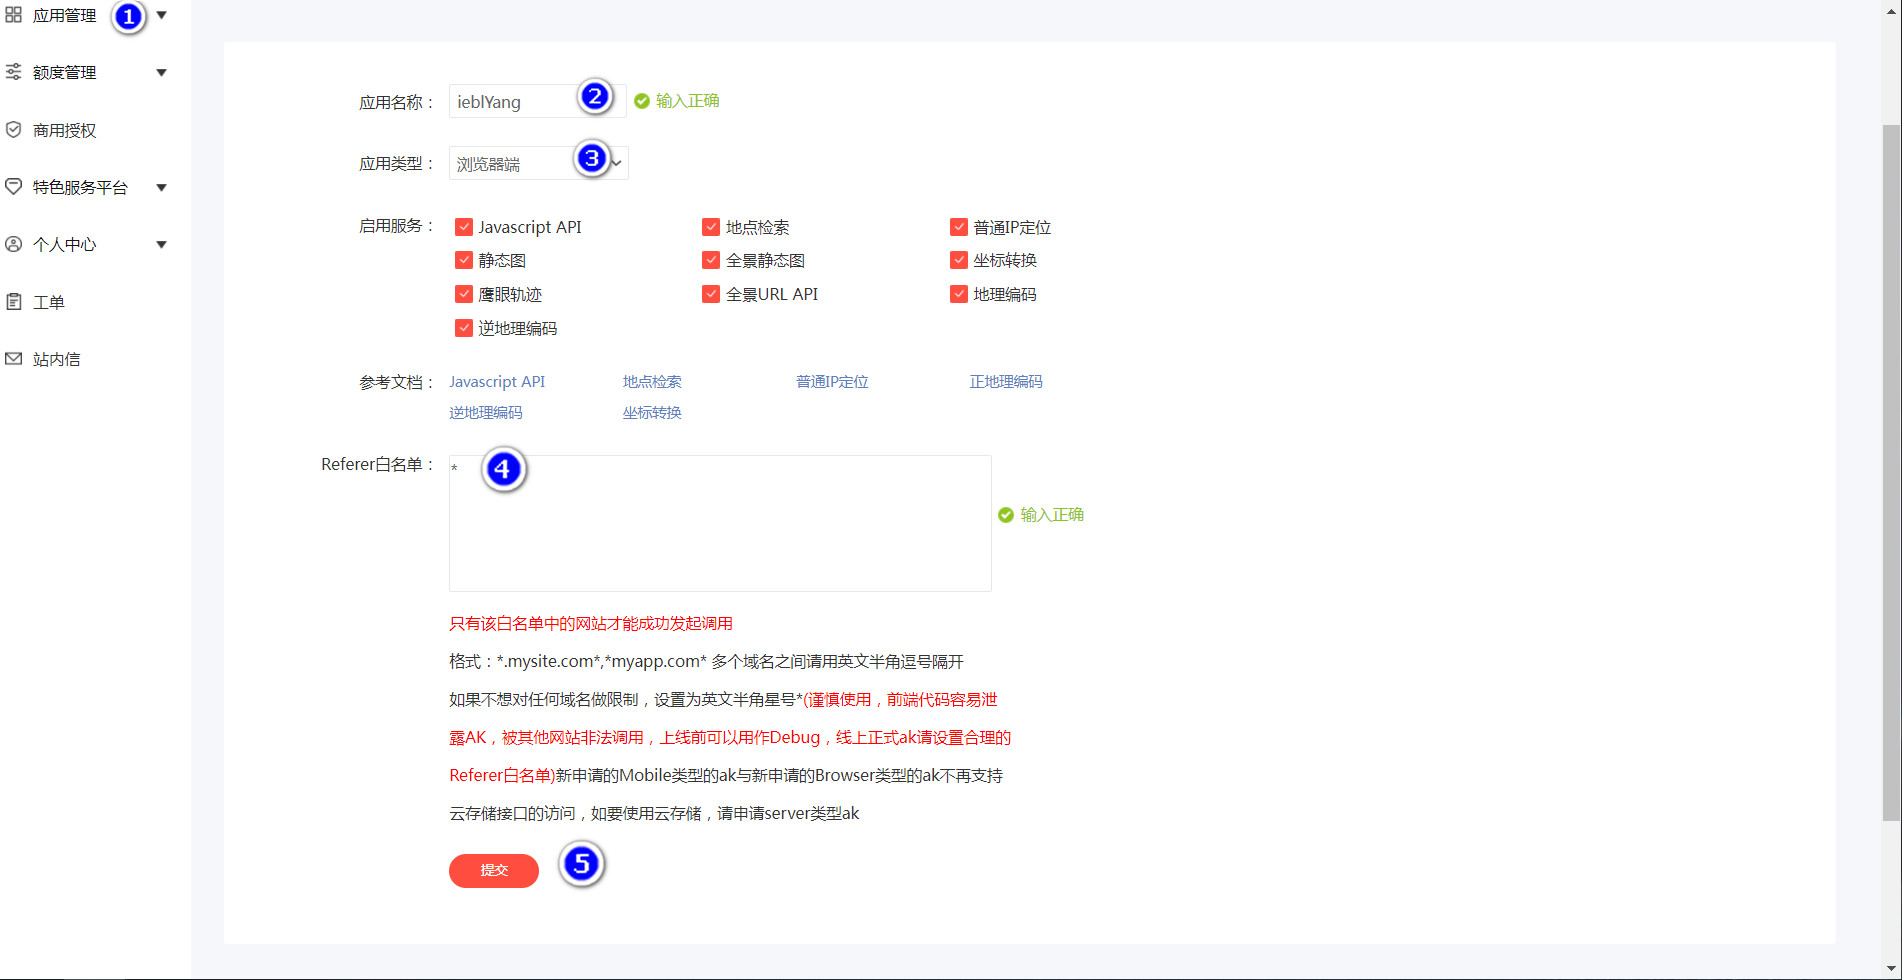 应用管理 1
额度管理
商用授权
特色服务平台
个人中心
工单
站内信
应用名称： ieblYang 2 输入正确
应用类型： 浏览器端 3
启用服务： Javascript API 地点检索 普通IP定位
静态图 全景静态图 坐标转换
鹰眼轨迹 全景URL API 地理编码
逆地理编码
参考文档： Javascript API 地点检索 普通IP定位 正地理编码
逆地理编码 坐标转换
Referer白名单： * 4
输入正确
只有该白名单中的网站才能成功发起调用
格式：*.mysite.com*,*myapp.com* 多个域名之间请用英文半角逗号隔开
如果不想对任何域名做限制，设置为英文半角星号*(谨慎使用，前端代码容易泄
露AK，被其他网站非法调用，上线前可以用作Debug，线上正式ak请设置合理的
Referer白名单)新申请的Mobile类型的ak与新申请的Browser类型的ak不再支持
云存储接口的访问，如要使用云存储，请申请server类型ak
提交 5